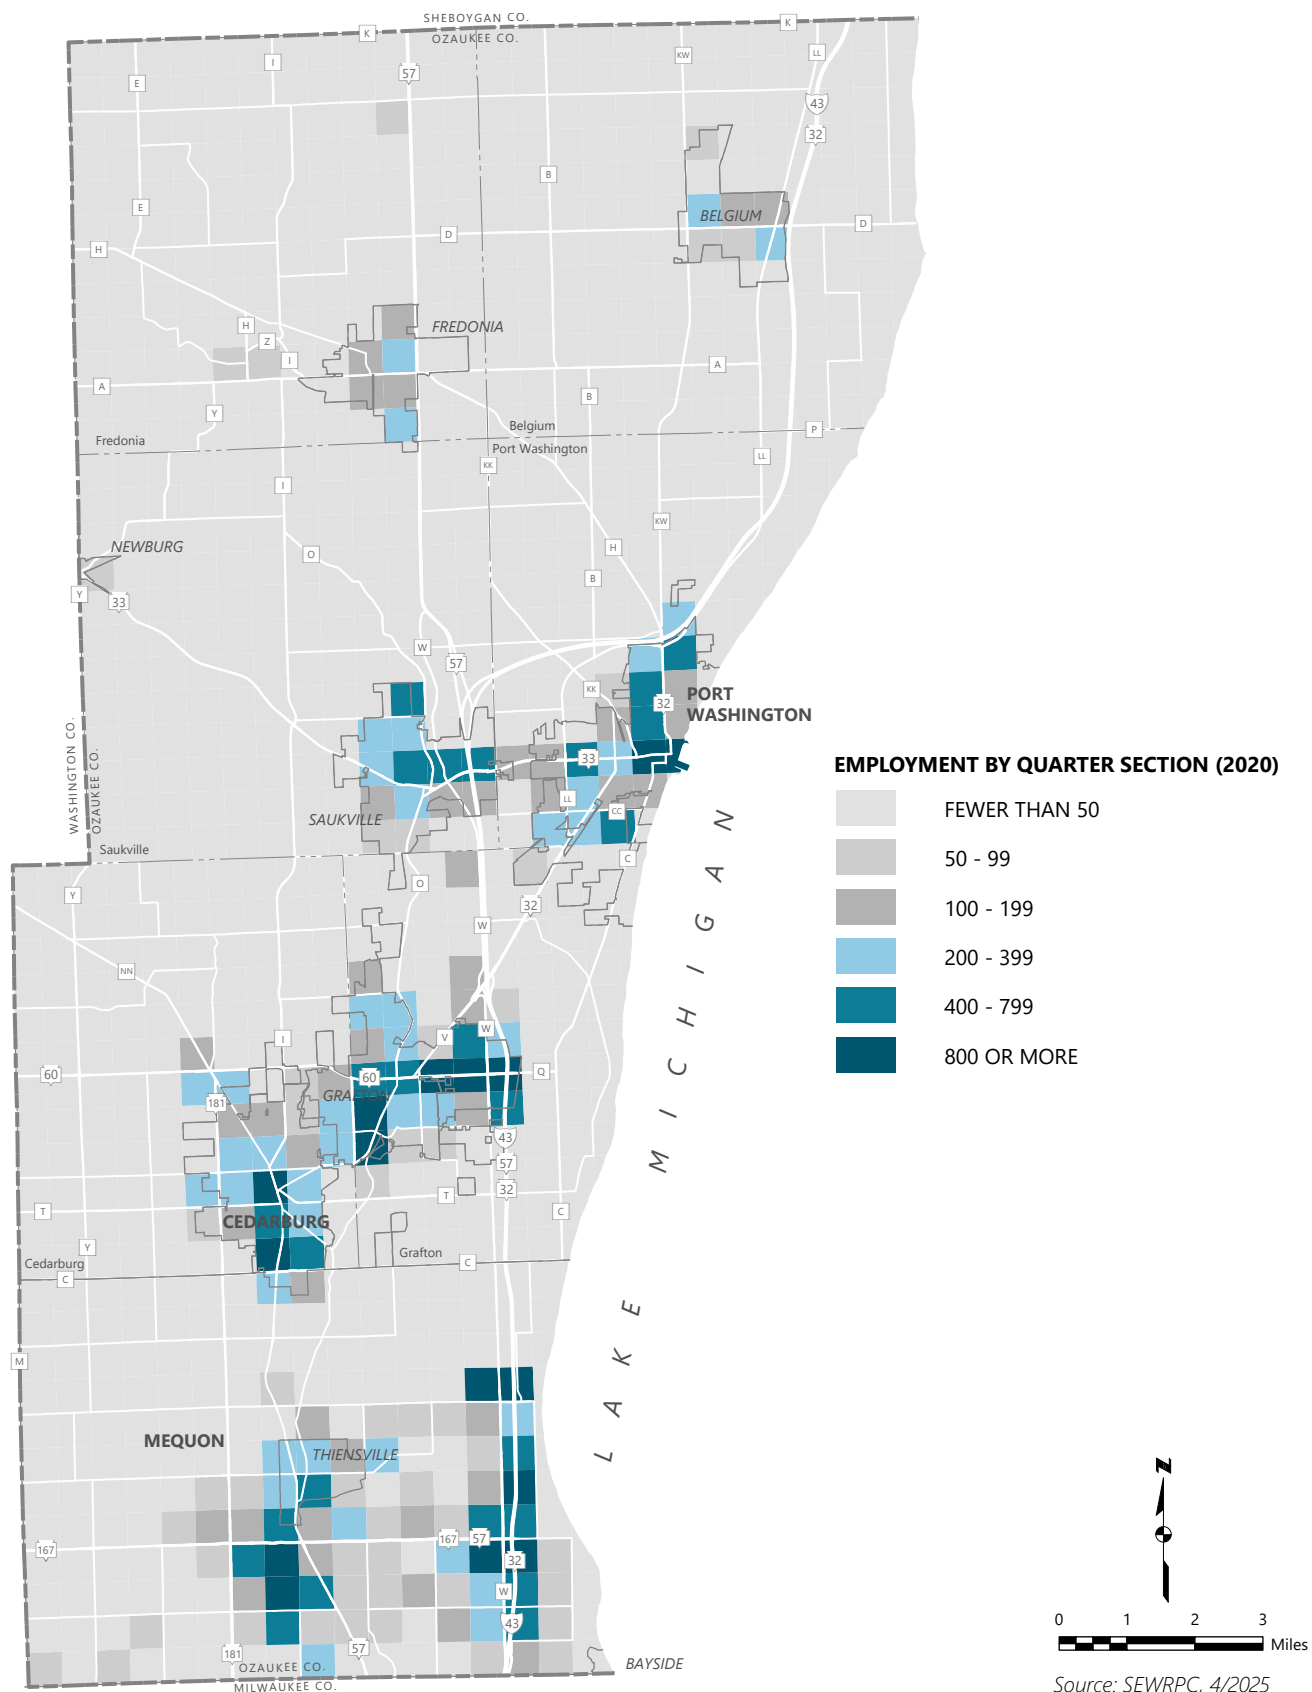 SHEBOYGAN CO.
OZAUKEE CO.
K
K
I
E
57
KW
LL
43
32
B
E
BELGIUM
D
D
H
H
Z
I
FREDONIA
A
A
B
Y
Fredonia
Belgium
Port Washington
P
KK
LL
I
KW
NEWBURG
O
H
B
Y
33
W
57
KK
32
PORT
WASHINGTON
WASHINGTON CO.
OZAUKEE CO.
33
LL
CC
SAUKVILLE
Saukville
C
O
Y
32
W
NN
I
V
W
60
60
Q
GRAFTON
181
43
57
32
T
T
C
CEDARBURG
Y
Grafton
Cedarburg
C
C
M
MEQUON
THIENSVILLE
167
167
57
32
W
43
181
57
OZAUKEE CO.
MILWAUKEE CO.
BAYSIDE
LAKE MICHIGAN
EMPLOYMENT BY QUARTER SECTION (2020)
FEWER THAN 50
50 - 99
100 - 199
200 - 399
400 - 799
800 OR MORE
N
0 1 2 3
Miles
Source: SEWRPC, 4/2025